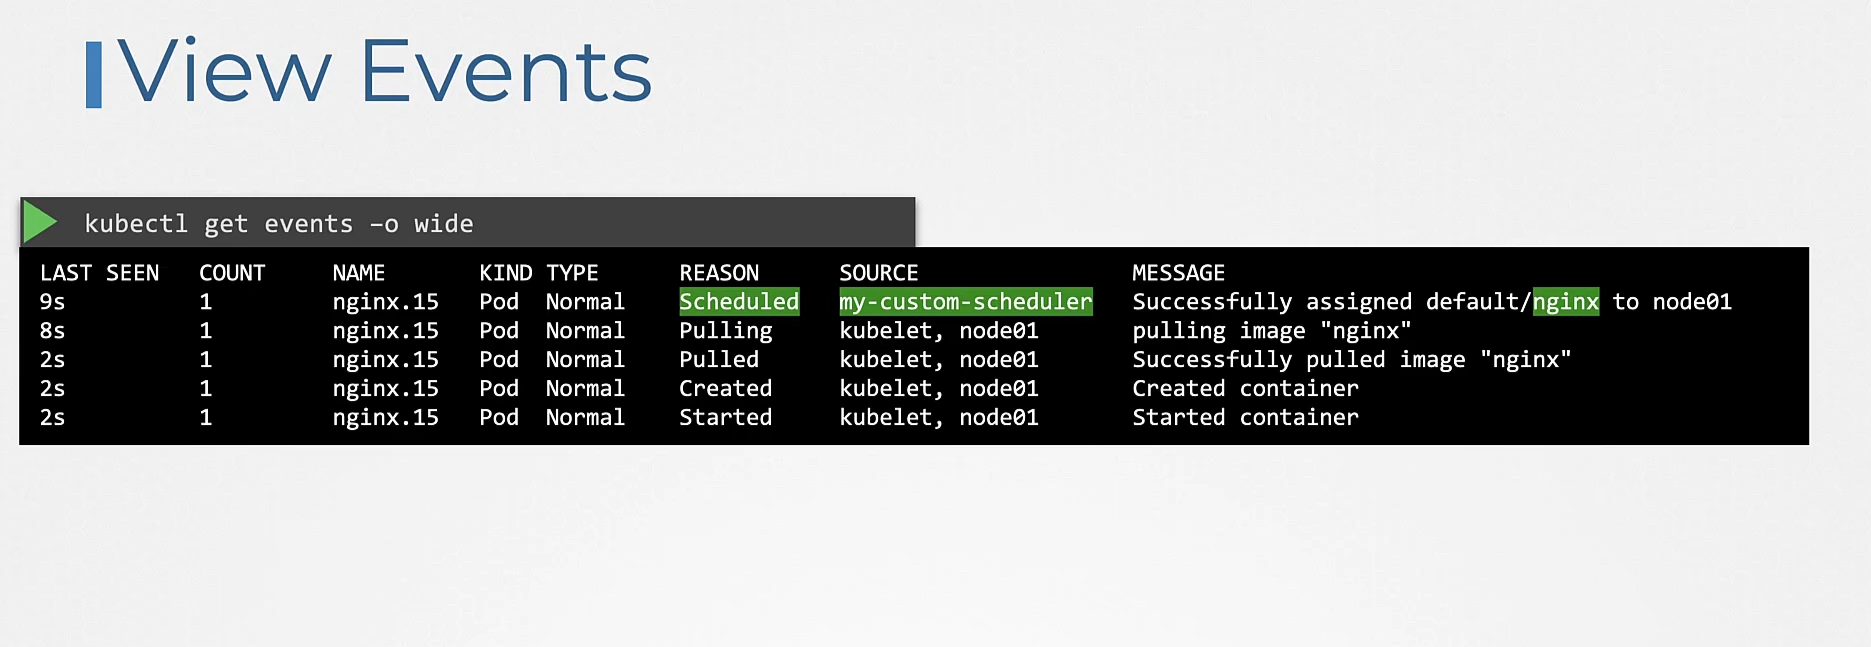 View Events
kubectl get events –o wide
LAST SEEN COUNT NAME KIND TYPE REASON SOURCE MESSAGE
9s 1 nginx.15 Pod Normal Scheduled my-custom-scheduler Successfully assigned default/nginx to node01
8s 1 nginx.15 Pod Normal Pulling kubelet, node01 pulling image "nginx"
2s 1 nginx.15 Pod Normal Pulled kubelet, node01 Successfully pulled image "nginx"
2s 1 nginx.15 Pod Normal Created kubelet, node01 Created container
2s 1 nginx.15 Pod Normal Started kubelet, node01 Started container